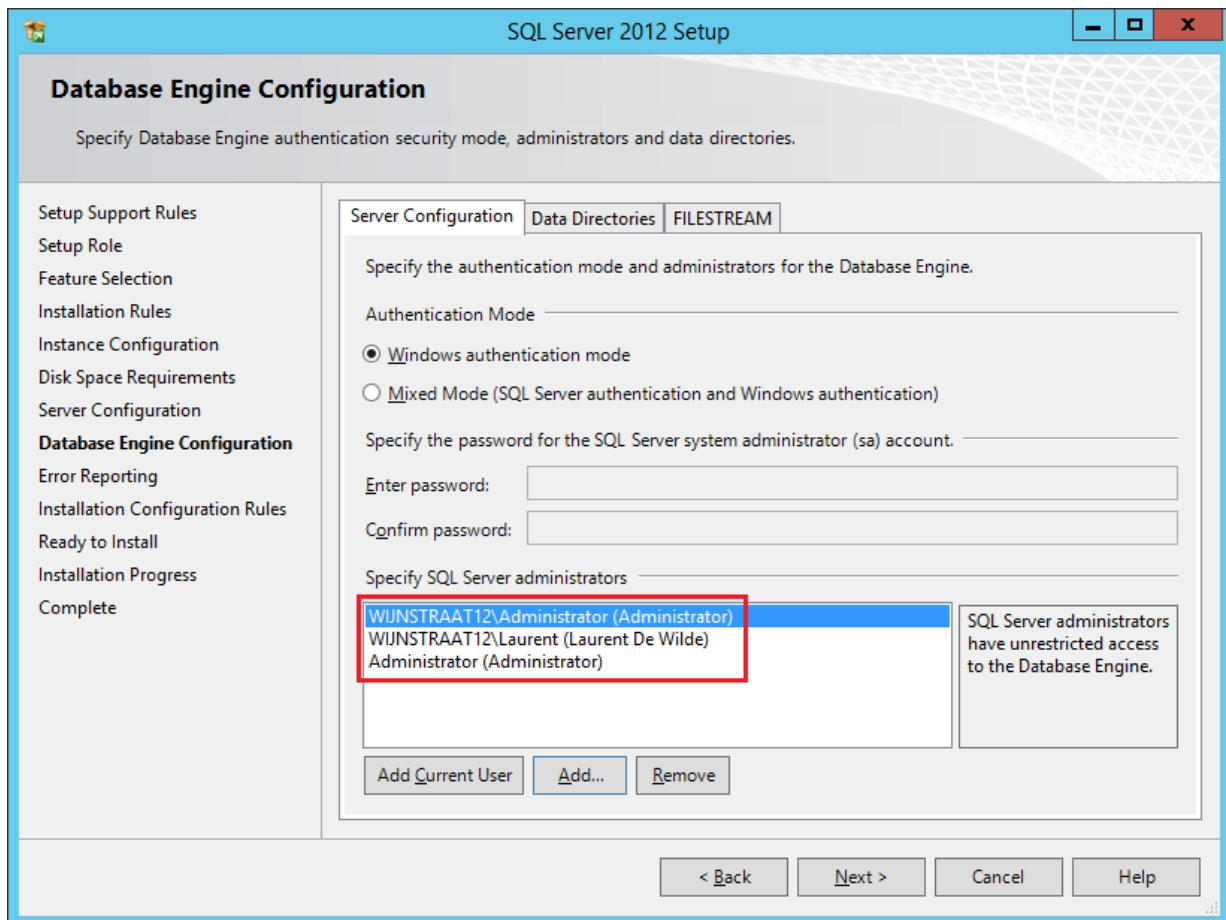 SQL Server 2012 Setup
Database Engine Configuration
Specify Database Engine authentication security mode, administrators and data directories.
Setup Support Rules
Setup Role
Feature Selection
Installation Rules
Instance Configuration
Disk Space Requirements
Server Configuration
Database Engine Configuration
Error Reporting
Installation Configuration Rules
Ready to Install
Installation Progress
Complete
Server Configuration
Data Directories
FILESTREAM
Specify the authentication mode and administrators for the Database Engine.
Authentication Mode
Windows authentication mode
Mixed Mode (SQL Server authentication and Windows authentication)
Specify the password for the SQL Server system administrator (sa) account.
Enter password:
Confirm password:
Specify SQL Server administrators
WIJNSTRAAT12\Administrator (Administrator)
WIJNSTRAAT12\Laurent (Laurent De Wilde)
Administrator (Administrator)
SQL Server administrators
have unrestricted access
to the Database Engine.
Add Current User
Add...
Remove
< Back
Next >
Cancel
Help